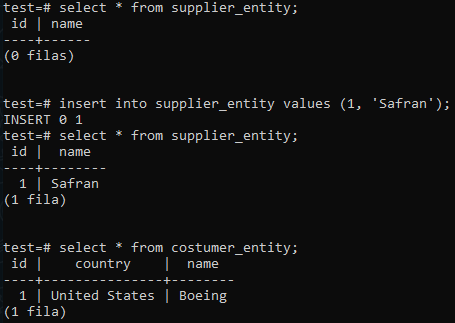 test=# select * from supplier_entity;
 id | name
----+------
(0 filas)

test=# insert into supplier_entity values (1, 'Safran');
INSERT 0 1
test=# select * from supplier_entity;
 id |  name
----+--------
  1 | Safran
(1 fila)

test=# select * from costumer_entity;
 id |    country    |  name
----+---------------+--------
  1 | United States | Boeing
(1 fila)